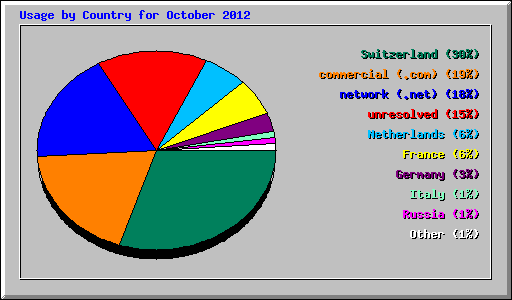 Usage by Country for October 2012
Switzerland (30%)
commercial (.com) (19%)
network (.net) (18%)
unresolved (15%)
Netherlands (6%)
France (6%)
Germany (3%)
Italy (1%)
Russia (1%)
Other (1%)